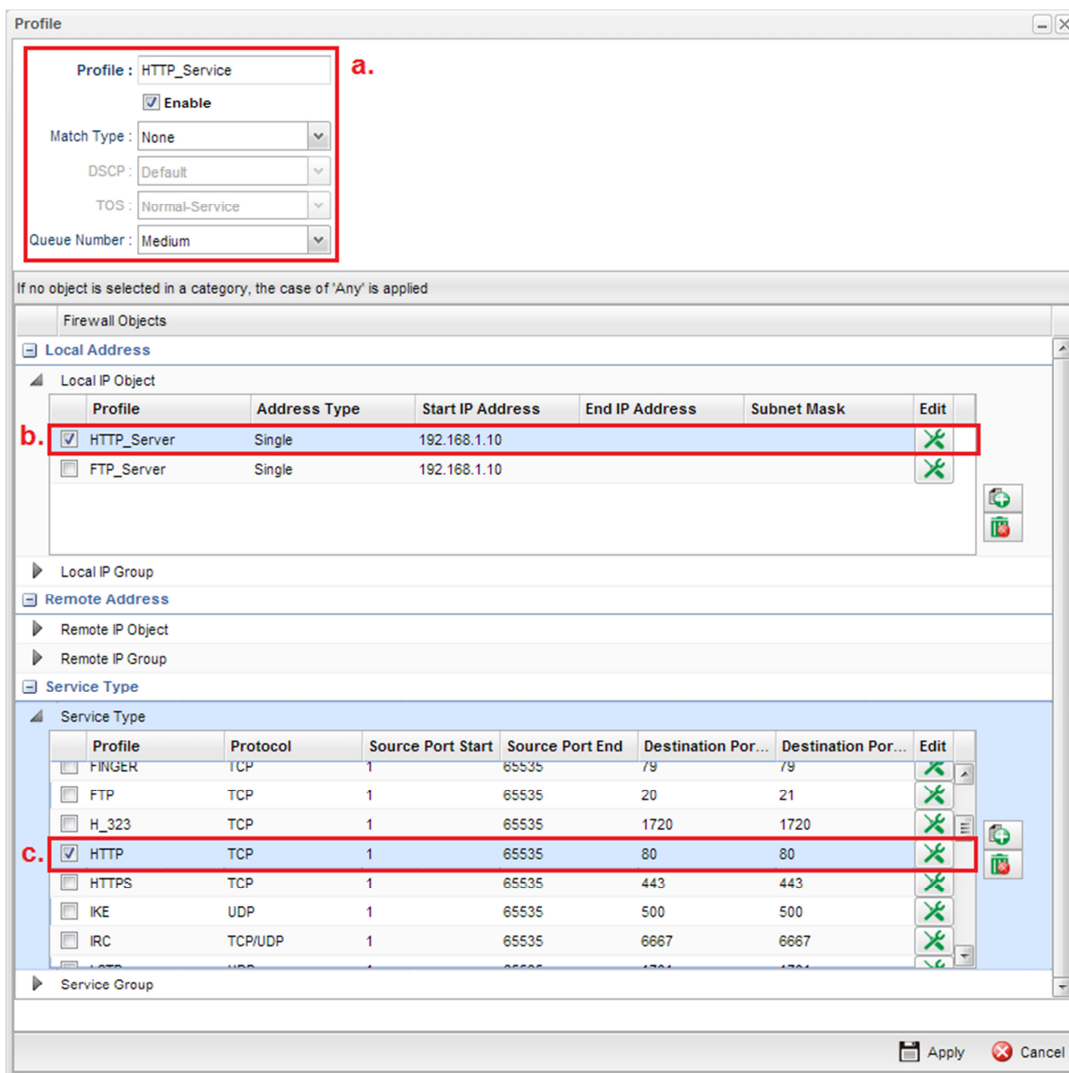 Profile
Profile : HTTP_Service
a.
Enable
Match Type : None
DSCP : Default
TOS : Normal-Service
Queue Number : Medium
If no object is selected in a category, the case of 'Any' is applied
Firewall Objects
Local Address
Local IP Object
Profile Address Type Start IP Address End IP Address Subnet Mask Edit
b. HTTP_Server Single 192.168.1.10
FTP_Server Single 192.168.1.10
Local IP Group
Remote Address
Remote IP Object
Remote IP Group
Service Type
Service Type
Profile Protocol Source Port Start Source Port End Destination Por... Destination Por... Edit
FINGER TCP 1 65535 79 79
FTP TCP 1 65535 20 21
H_323 TCP 1 65535 1720 1720
c. HTTP TCP 1 65535 80 80
HTTPS TCP 1 65535 443 443
IKE UDP 1 65535 500 500
IRC TCP/UDP 1 65535 6667 6667
Service Group
Apply Cancel